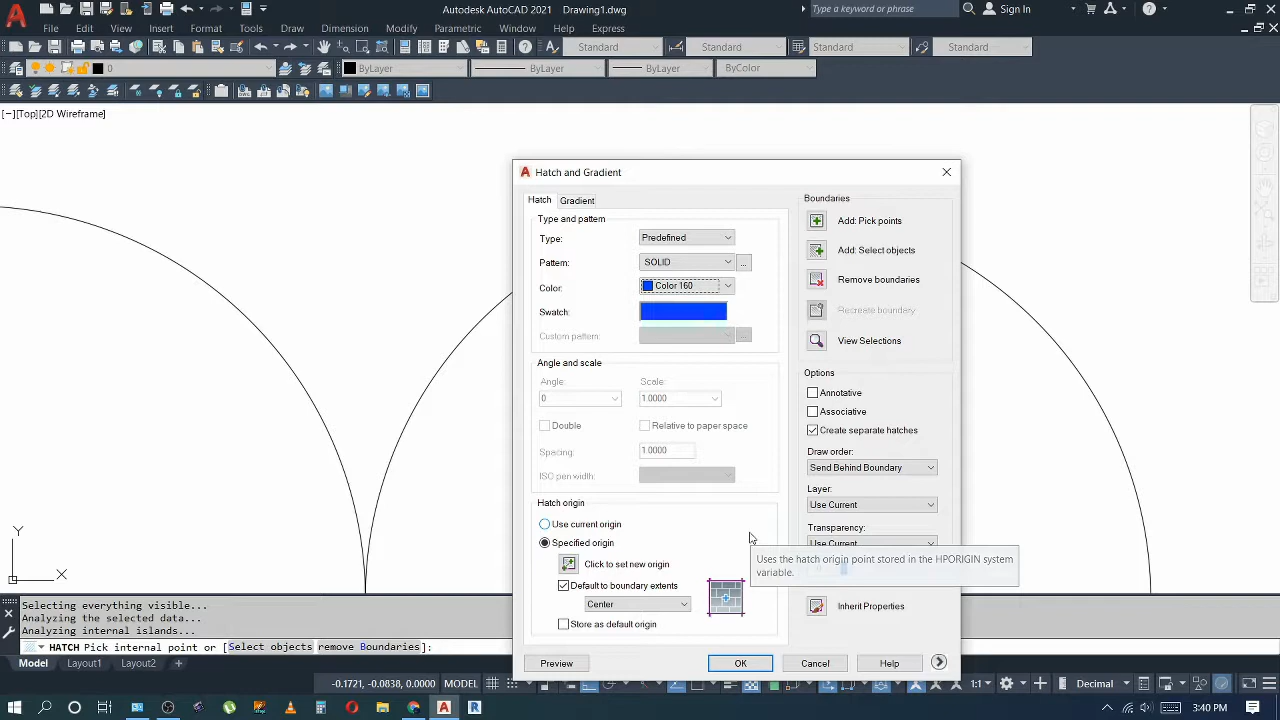 Autodesk AutoCAD 2021 Drawing1.dwg
Type a keyword or phrase
Sign In
File Edit View Insert Format Tools Draw Dimension Modify Parametric Window Help Express
Standard Standard Standard Standard
0 ByLayer ByLayer ByLayer ByColor
[−][Top][2D Wireframe]
Hatch and Gradient
Hatch Gradient
Type and pattern
Type: Predefined
Pattern: SOLID ...
Color: Color 160
Swatch:
Custom pattern: ...
Angle and scale
Angle: Scale:
0 1.0000
Double Relative to paper space
Spacing: 1.0000
ISO pen width:
Hatch origin
Use current origin
Specified origin
Click to set new origin
Default to boundary extents
Center
Store as default origin
Boundaries
Add: Pick points
Add: Select objects
Remove boundaries
Recreate boundary
View Selections
Options
Annotative
Associative
Create separate hatches
Draw order:
Send Behind Boundary
Layer:
Use Current
Transparency:
Use Current
Uses the hatch origin point stored in the HPORIGIN system
variable.
Inherit Properties
Preview OK Cancel Help
Y
X
Selecting everything visible...
Analyzing the selected data...
Analyzing internal islands...
HATCH Pick internal point or [Select objects remove Boundaries]:
Model Layout1 Layout2 +
-0.1721, -0.0838, 0.0000 MODEL 1:1 Decimal
3:40 PM